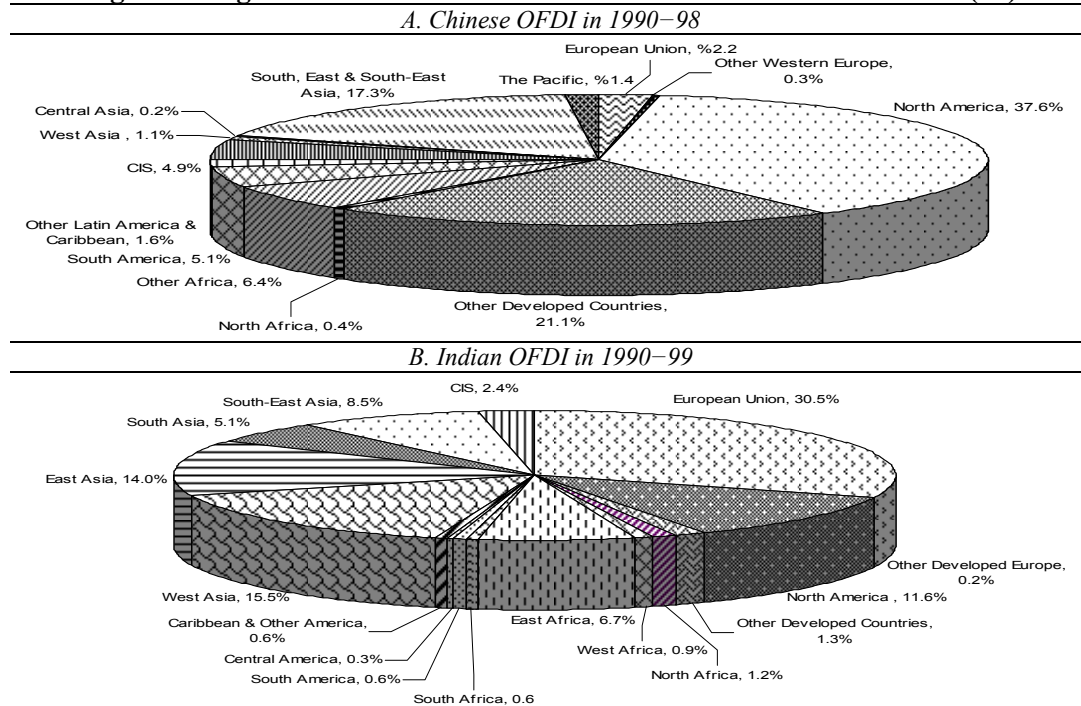 A. Chinese OFDI in 1990−98
European Union, %2.2
The Pacific, %1.4
Other Western Europe,
0.3%
South, East & South-East
Asia, 17.3%
North America, 37.6%
Central Asia, 0.2%
West Asia , 1.1%
CIS, 4.9%
Other Latin America &
Caribbean, 1.6%
South America, 5.1%
Other Africa, 6.4%
North Africa, 0.4%
Other Developed Countries,
21.1%
B. Indian OFDI in 1990−99
CIS, 2.4%
European Union, 30.5%
South-East Asia, 8.5%
South Asia, 5.1%
East Asia, 14.0%
Other Developed Europe,
0.2%
West Asia, 15.5%
North America , 11.6%
Caribbean & Other America,
0.6%
East Africa, 6.7%
Other Developed Countries,
1.3%
Central America, 0.3%
West Africa, 0.9%
South America, 0.6%
North Africa, 1.2%
South Africa, 0.6